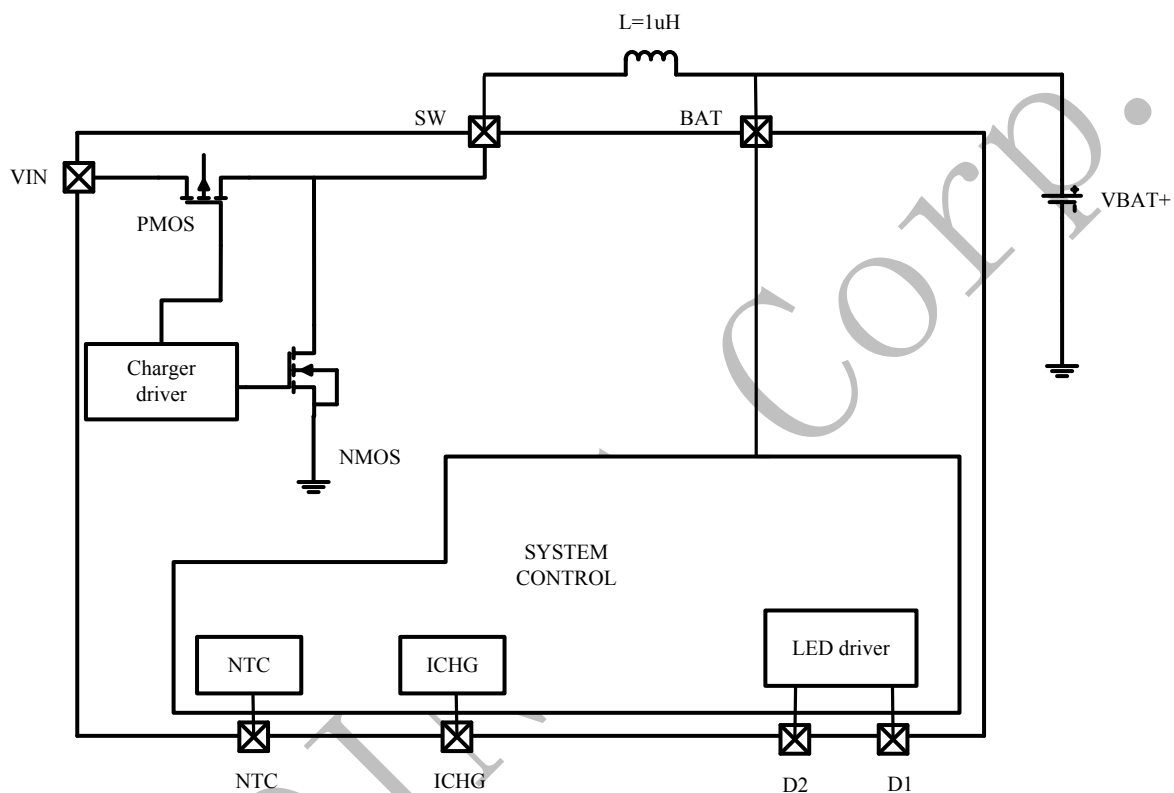 L=1uH
SW
BAT
VIN
PMOS
VBAT+
Charger
driver
NMOS
SYSTEM
CONTROL
NTC
ICHG
LED driver
NTC
ICHG
D2
D1
Corp.